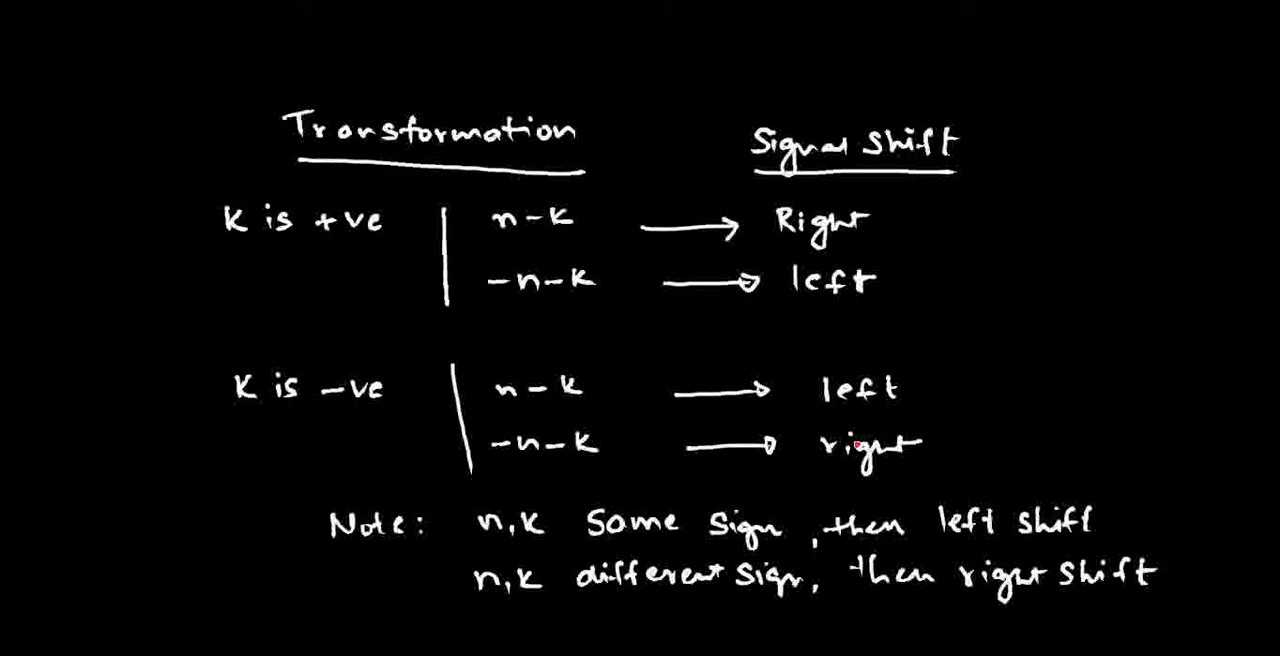 Transformation Signal Shift
K is +ve n-K → Right
-n-K → left
K is -ve n-K → left
-n-K → right
Note: n,K Same Sign, then left shift
n,K different Sign, then right shift